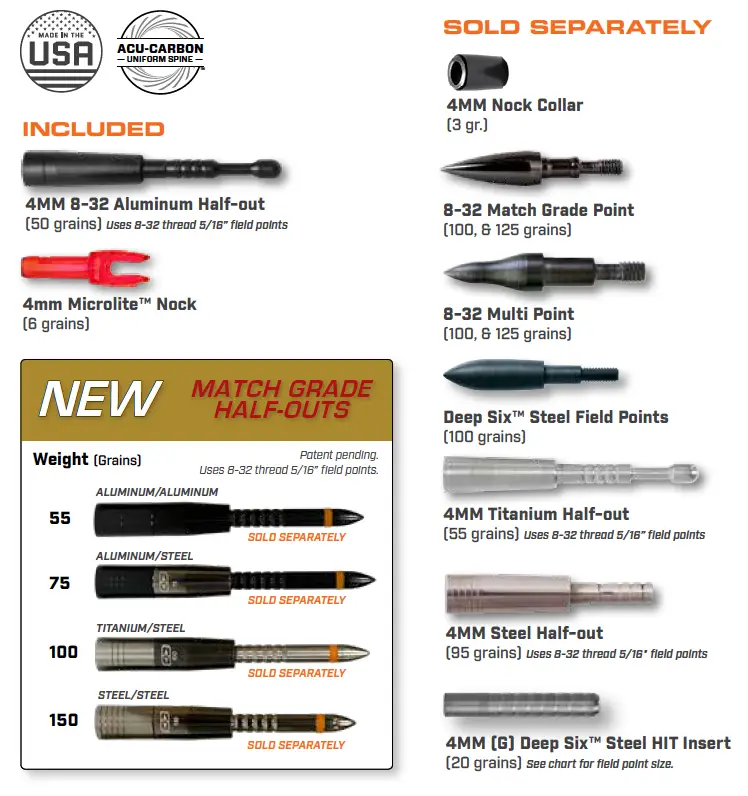 MADE IN THE
USA
ACU-CARBON
UNIFORM SPINE
™
INCLUDED
4MM 8-32 Aluminum Half-out
(50 grains) Uses 8-32 thread 5/16” field points
4mm Microlite™ Nock
(6 grains)
NEW
MATCH GRADE
HALF-OUTS
Weight (Grains)
Patent pending.
Uses 8-32 thread 5/16” field points.
ALUMINUM/ALUMINUM
55
SOLD SEPARATELY
ALUMINUM/STEEL
75
SOLD SEPARATELY
TITANIUM/STEEL
100
SOLD SEPARATELY
STEEL/STEEL
150
SOLD SEPARATELY
SOLD SEPARATELY
4MM Nock Collar
(3 gr.)
8-32 Match Grade Point
(100, & 125 grains)
8-32 Multi Point
(100, & 125 grains)
Deep Six™ Steel Field Points
(100 grains)
4MM Titanium Half-out
(55 grains) Uses 8-32 thread 5/16” field points
4MM Steel Half-out
(95 grains) Uses 8-32 thread 5/16" field points
4MM (G) Deep Six™ Steel HIT Insert
(20 grains) See chart for field point size.